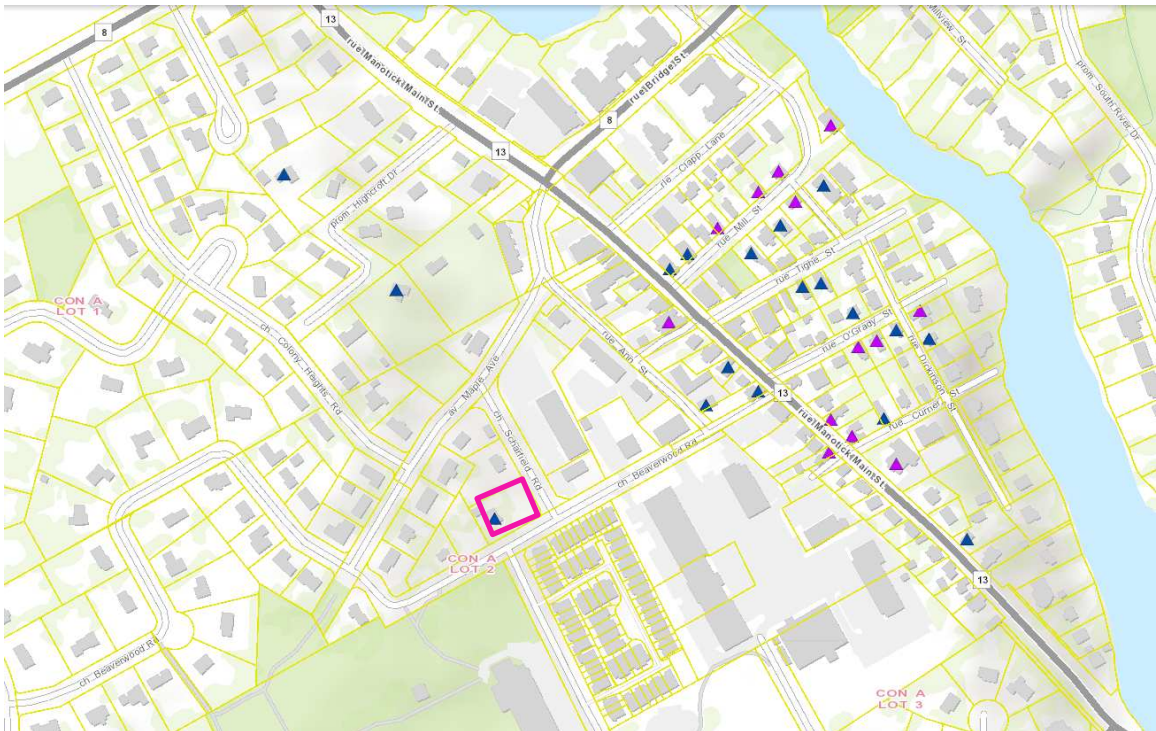 13
8
Millview St
rue Manotick Main St
rue Bridge St
prom South River Dr
8
13
rle Clapp Lane
prom Highcroft Dr
rue Mill St
rue Tighe St
CON A
LOT 1
ch Colony Heights Rd
rue O'Grady St
rue Ann St
rue Dickinson St
av Maple Ave
13
rue Currier St
rue Manotick Main St
ch Scharfield Rd
ch Beaverwood Rd
CON A
LOT 2
13
ch Beaverwood Rd
CON A
LOT 3